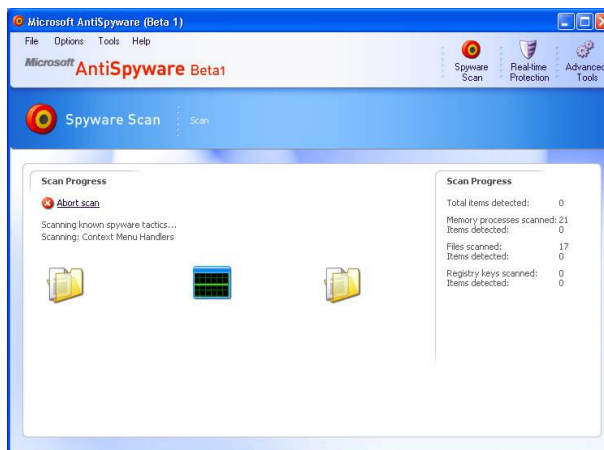 Microsoft AntiSpyware (Beta 1)
File Options Tools Help
Microsoft AntiSpyware Beta1
Spyware Scan
Real-time Protection
Advanced Tools
Spyware Scan Scan
Scan Progress
Abort scan
Scanning known spyware tactics...
Scanning: Context Menu Handlers
Scan Progress
Total items detected: 0
Memory processes scanned: 21
Items detected: 0
Files scanned: 17
Items detected: 0
Registry keys scanned: 0
Items detected: 0